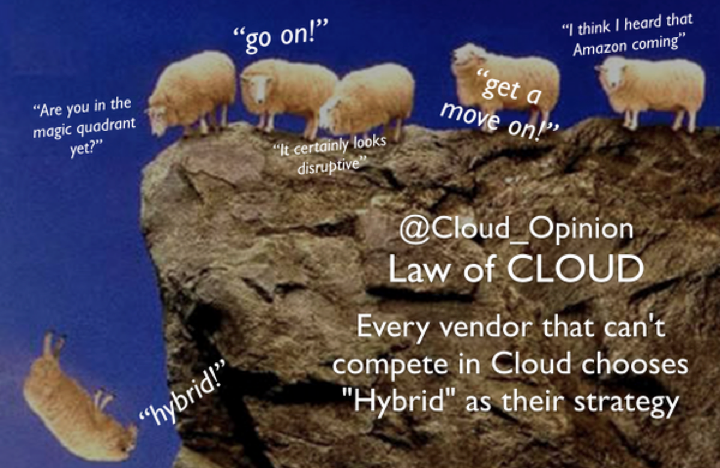 "go on!"
"I think I heard that
Amazon coming"
"Are you in the
magic quadrant
yet?"
"get a
move on!"
"It certainly looks
disruptive"
@Cloud_Opinion
Law of CLOUD
Every vendor that can't
compete in Cloud chooses
"Hybrid" as their strategy
"hybrid!"